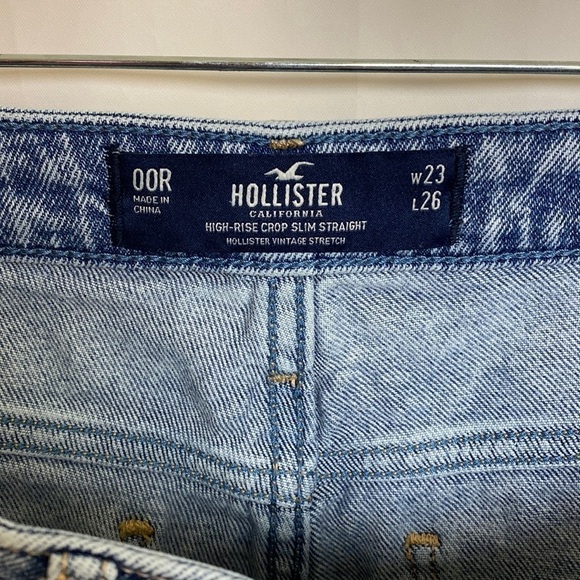 00R
MADE IN
CHINA
HOLLISTER
CALIFORNIA
HIGH-RISE CROP SLIM STRAIGHT
HOLLISTER VINTAGE STRETCH
W23
L26